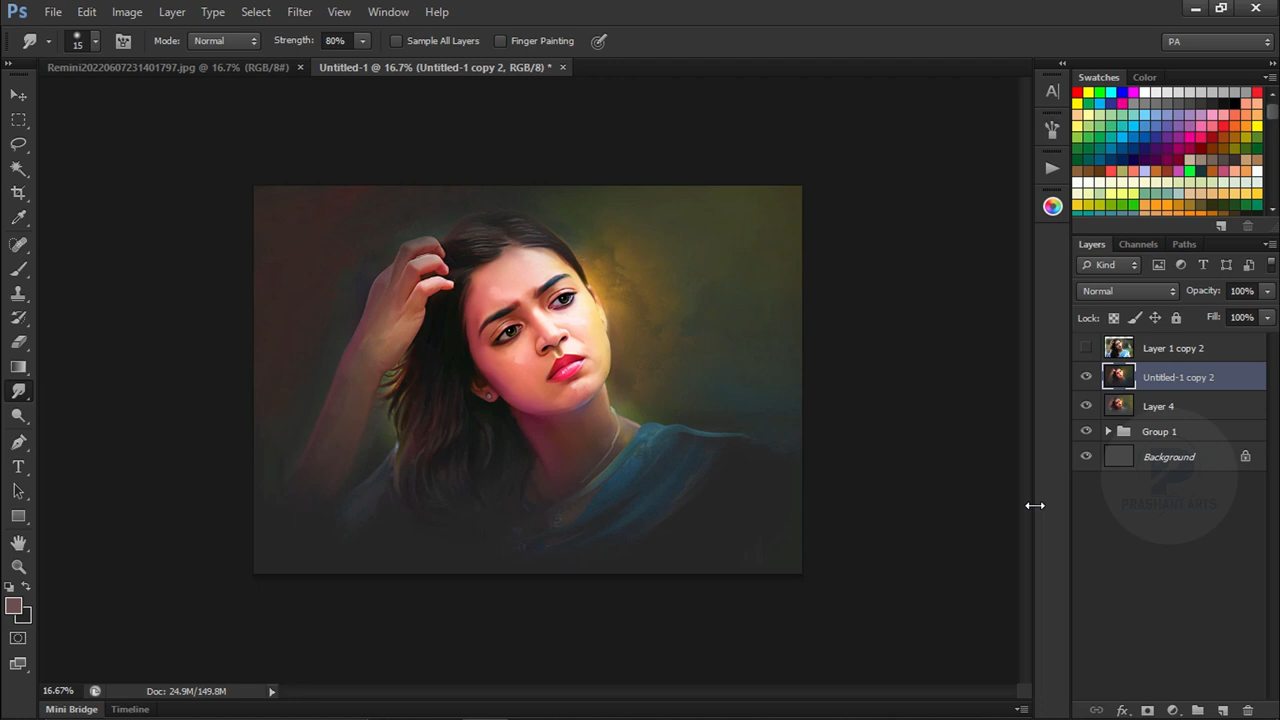 Ps File Edit Image Layer Type Select Filter View Window Help
15 Mode: Normal Strength: 80% Sample All Layers Finger Painting PA
Remini20220607231401797.jpg @ 16.7% (RGB/8#) × Untitled-1 @ 16.7% (Untitled-1 copy 2, RGB/8) * ×
Swatches Color
Layers Channels Paths
Kind
Normal Opacity: 100%
Lock: Fill: 100%
Layer 1 copy 2
Untitled-1 copy 2
Layer 4
Group 1
Background
PRASHANT ARTS
16.67% Doc: 24.9M/149.8M
Mini Bridge Timeline